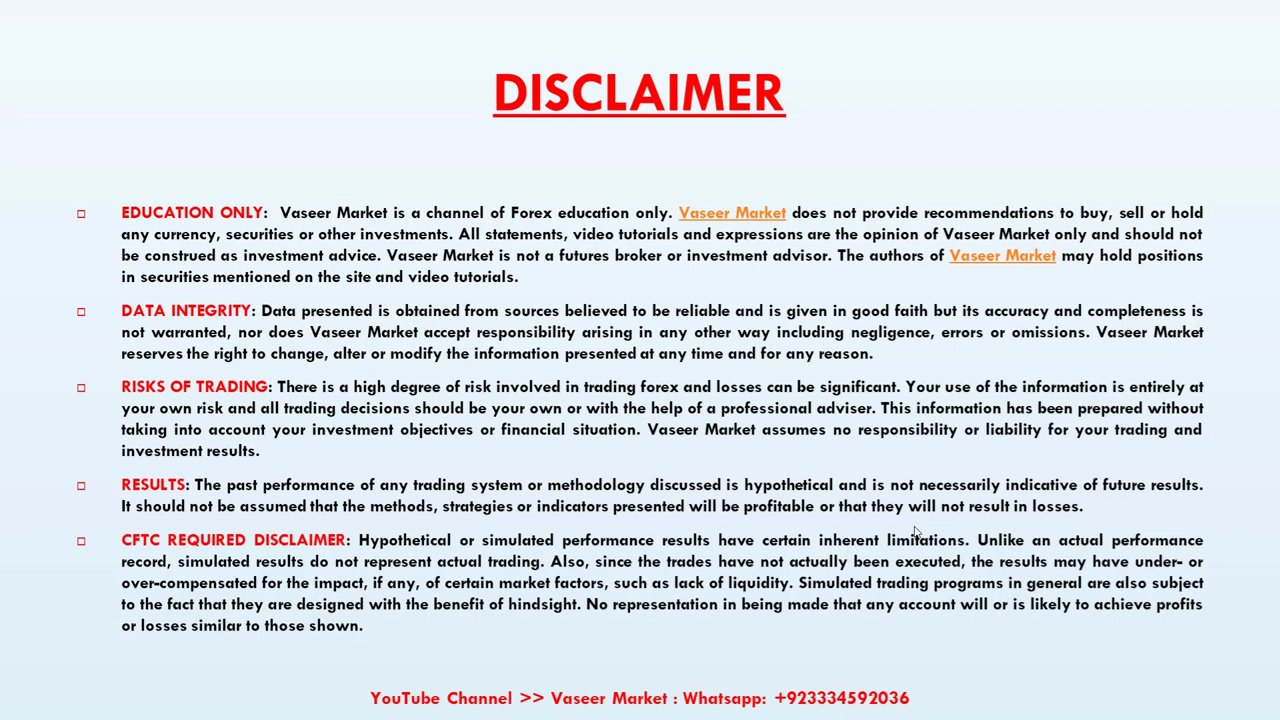 DISCLAIMER
EDUCATION ONLY: Vaseer Market is a channel of Forex education only. Vaseer Market does not provide recommendations to buy, sell or hold
any currency, securities or other investments. All statements, video tutorials and expressions are the opinion of Vaseer Market only and should not
be construed as investment advice. Vaseer Market is not a futures broker or investment advisor. The authors of Vaseer Market may hold positions
in securities mentioned on the site and video tutorials.
DATA INTEGRITY: Data presented is obtained from sources believed to be reliable and is given in good faith but its accuracy and completeness is
not warranted, nor does Vaseer Market accept responsibility arising in any other way including negligence, errors or omissions. Vaseer Market
reserves the right to change, alter or modify the information presented at any time and for any reason.
RISKS OF TRADING: There is a high degree of risk involved in trading forex and losses can be significant. Your use of the information is entirely at
your own risk and all trading decisions should be your own or with the help of a professional adviser. This information has been prepared without
taking into account your investment objectives or financial situation. Vaseer Market assumes no responsibility or liability for your trading and
investment results.
RESULTS: The past performance of any trading system or methodology discussed is hypothetical and is not necessarily indicative of future results.
It should not be assumed that the methods, strategies or indicators presented will be profitable or that they will not result in losses.
CFTC REQUIRED DISCLAIMER: Hypothetical or simulated performance results have certain inherent limitations. Unlike an actual performance
record, simulated results do not represent actual trading. Also, since the trades have not actually been executed, the results may have under- or
over-compensated for the impact, if any, of certain market factors, such as lack of liquidity. Simulated trading programs in general are also subject
to the fact that they are designed with the benefit of hindsight. No representation in being made that any account will or is likely to achieve profits
or losses similar to those shown.
YouTube Channel >> Vaseer Market : Whatsapp: +923334592036